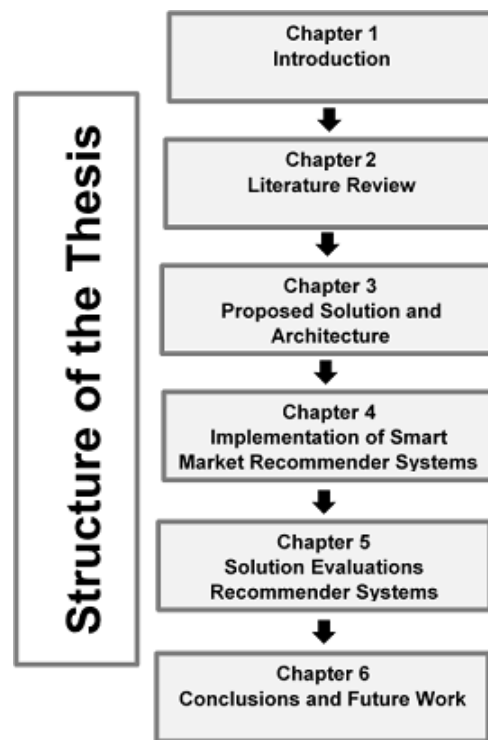 Structure of the Thesis
Chapter 1
Introduction
Chapter 2
Literature Review
Chapter 3
Proposed Solution and
Architecture
Chapter 4
Implementation of Smart
Market Recommender Systems
Chapter 5
Solution Evaluations
Recommender Systems
Chapter 6
Conclusions and Future Work